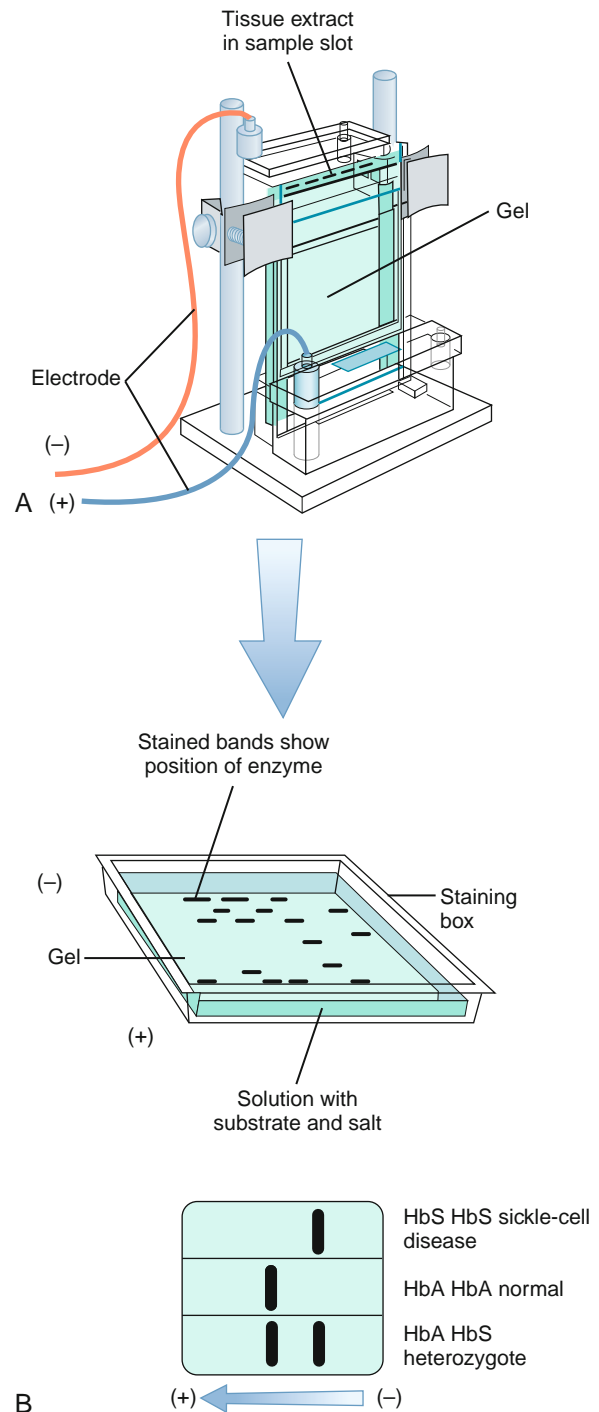 Tissue extract
in sample slot
Gel
Electrode
(–)
A (+)
Stained bands show
position of enzyme
(–)
Staining
box
Gel
(+)
Solution with
substrate and salt
HbS HbS sickle-cell
disease
HbA HbA normal
HbA HbS
heterozygote
B (+) (–)